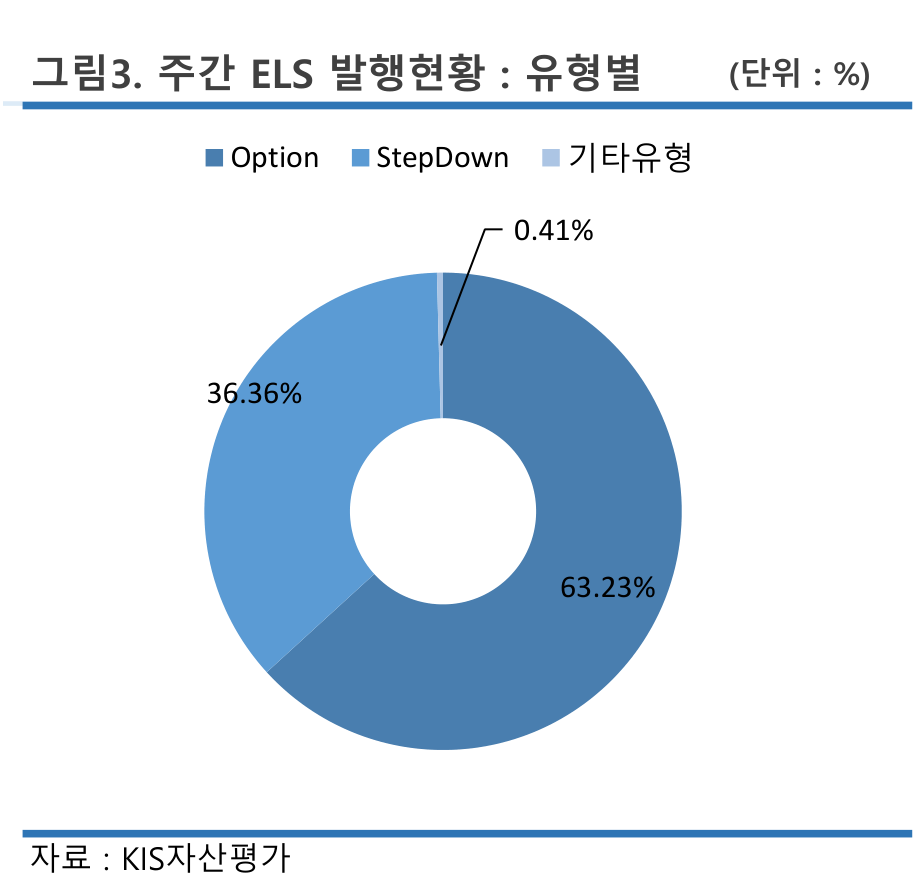 그림3. 주간 ELS 발행현황 : 유형별 (단위 : %)
Option StepDown 기타유형
0.41%
36.36%
63.23%
자료 : KIS자산평가